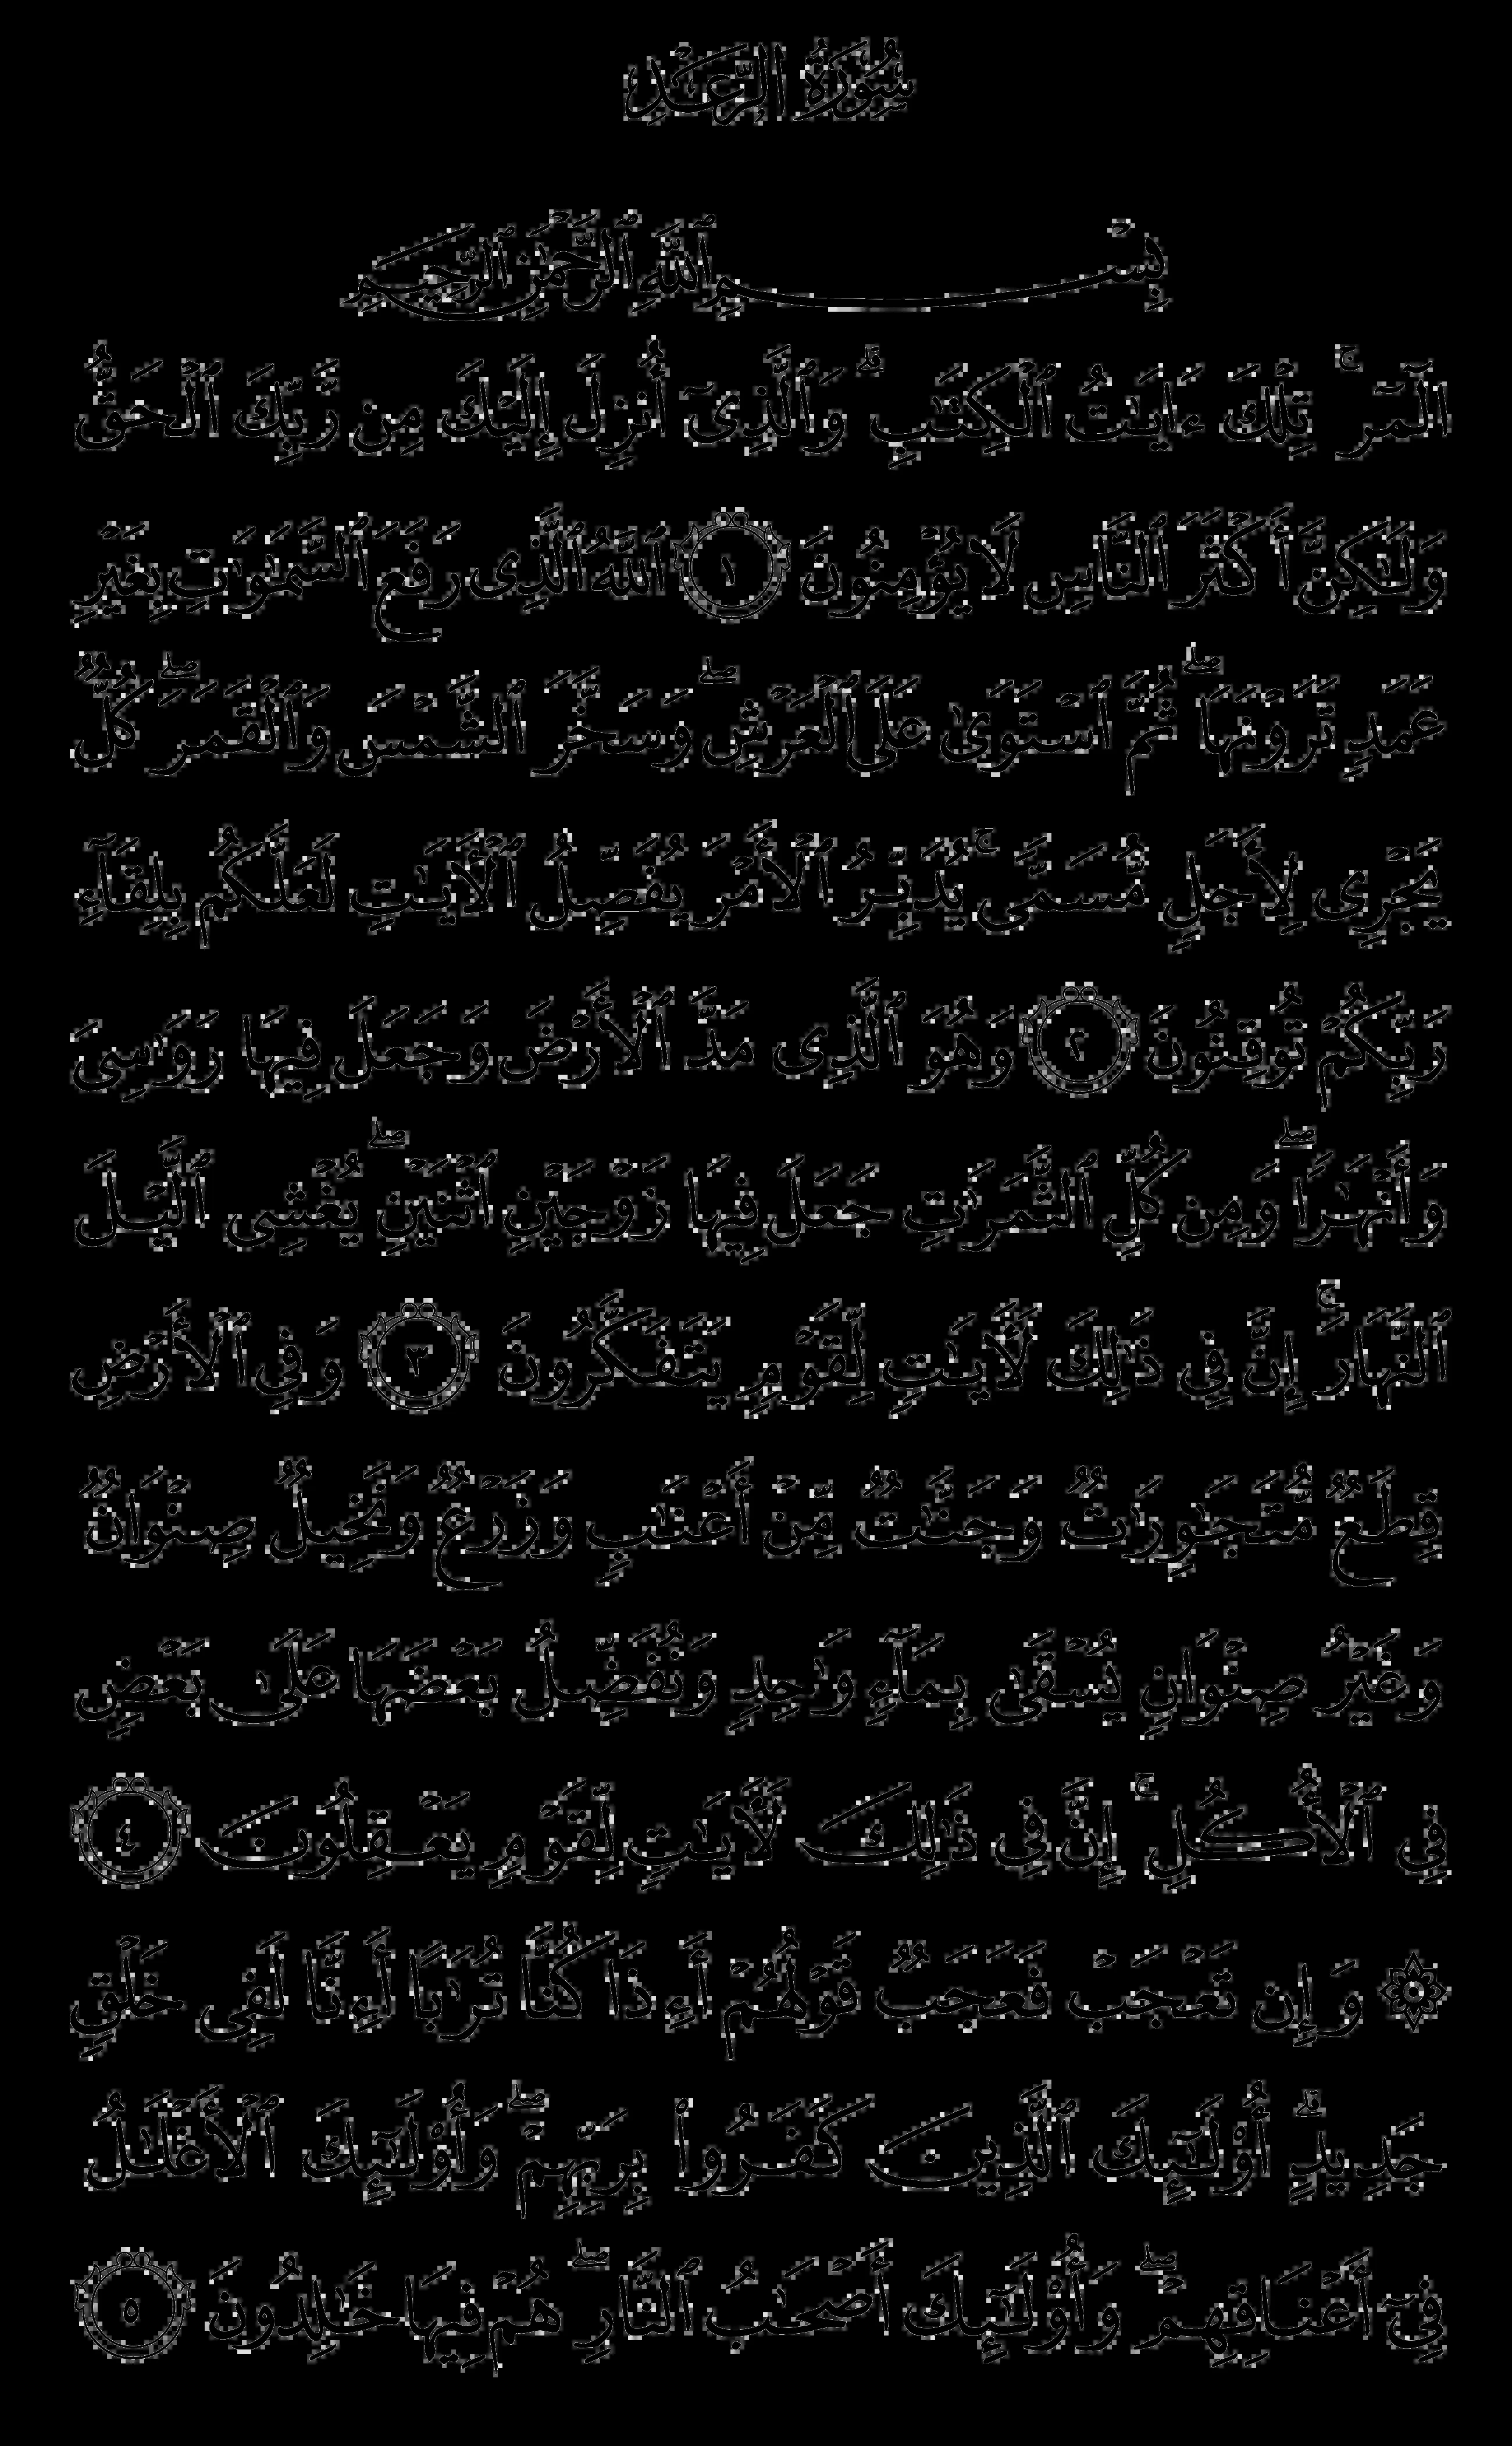 سُورَةُ الرَّعْدِ
بِسْمِ ٱللَّهِ ٱلرَّحْمَٰنِ ٱلرَّحِيمِ
الٓمٓر ۚ تِلْكَ ءَايَٰتُ ٱلْكِتَٰبِ ۗ وَٱلَّذِىٓ أُنزِلَ إِلَيْكَ مِن رَّبِّكَ ٱلْحَقُّ
وَلَٰكِنَّ أَكْثَرَ ٱلنَّاسِ لَا يُؤْمِنُونَ ١ ٱللَّهُ ٱلَّذِى رَفَعَ ٱلسَّمَٰوَٰتِ بِغَيْرِ
عَمَدٍ تَرَوْنَهَا ۖ ثُمَّ ٱسْتَوَىٰ عَلَى ٱلْعَرْشِ ۖ وَسَخَّرَ ٱلشَّمْسَ وَٱلْقَمَرَ ۖ كُلٌّ
يَجْرِى لِأَجَلٍ مُّسَمًّى ۚ يُدَبِّرُ ٱلْأَمْرَ يُفَصِّلُ ٱلْءَايَٰتِ لَعَلَّكُم بِلِقَآءِ
رَبِّكُمْ تُوقِنُونَ ٢ وَهُوَ ٱلَّذِى مَدَّ ٱلْأَرْضَ وَجَعَلَ فِيهَا رَوَٰسِىَ
وَأَنْهَٰرًا ۖ وَمِن كُلِّ ٱلثَّمَرَٰتِ جَعَلَ فِيهَا زَوْجَيْنِ ٱثْنَيْنِ ۖ يُغْشِى ٱلَّيْلَ
ٱلنَّهَارَ ۚ إِنَّ فِى ذَٰلِكَ لَءَايَٰتٍ لِّقَوْمٍ يَتَفَكَّرُونَ ٣ وَفِى ٱلْأَرْضِ
قِطَعٌ مُّتَجَٰوِرَٰتٌ وَجَنَّٰتٌ مِّنْ أَعْنَٰبٍ وَزَرْعٌ وَنَخِيلٌ صِنْوَانٌ
وَغَيْرُ صِنْوَانٍ يُسْقَىٰ بِمَآءٍ وَٰحِدٍ وَنُفَضِّلُ بَعْضَهَا عَلَىٰ بَعْضٍ
فِى ٱلْأُكُلِ ۚ إِنَّ فِى ذَٰلِكَ لَءَايَٰتٍ لِّقَوْمٍ يَعْقِلُونَ ٤
۞ وَإِن تَعْجَبْ فَعَجَبٌ قَوْلُهُمْ أَءِذَا كُنَّا تُرَٰبًا أَءِنَّا لَفِى خَلْقٍ
جَدِيدٍ ۗ أُو۟لَٰٓئِكَ ٱلَّذِينَ كَفَرُوا۟ بِرَبِّهِمْ ۖ وَأُو۟لَٰٓئِكَ ٱلْأَغْلَٰلُ
فِىٓ أَعْنَاقِهِمْ ۖ وَأُو۟لَٰٓئِكَ أَصْحَٰبُ ٱلنَّارِ ۖ هُمْ فِيهَا خَٰلِدُونَ ٥